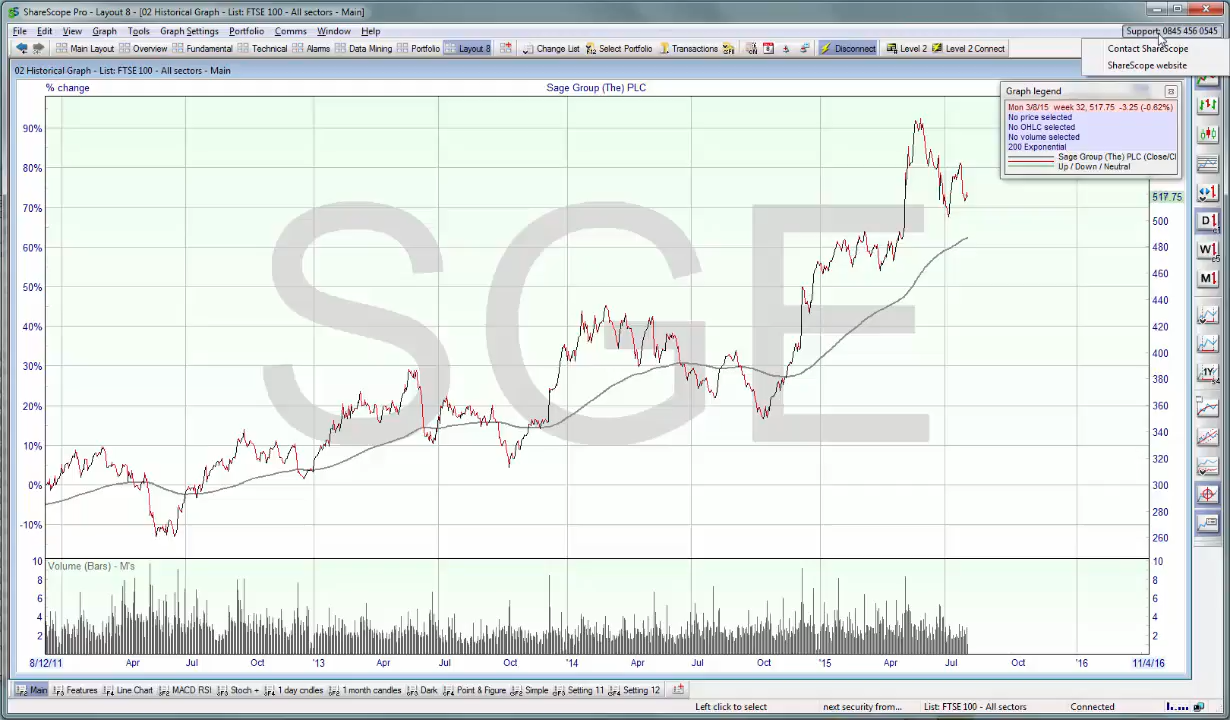 ShareScope Pro - Layout 8 - [02 Historical Graph - List: FTSE 100 - All sectors - Main]
File Edit View Graph Tools Graph Settings Portfolio Comms Window Help
Support: 0845 456 0545
Main Layout Overview Fundamental Technical Alarms Data Mining Portfolio Layout 8 Change List Select Portfolio Transactions Disconnect Level 2 Level 2 Connect
Contact ShareScope
ShareScope website
02 Historical Graph - List: FTSE 100 - All sectors - Main
% change
Sage Group (The) PLC
Graph legend
Mon 3/8/15 week 32, 517.75 -3.25 (-0.62%)
No price selected
No OHLC selected
No volume selected
200 Exponential
Sage Group (The) PLC (Close/Cl
Up / Down / Neutral
90%
80%
70%
60%
50%
40%
30%
20%
10%
0%
-10%
SGE
517.75
500
480
460
440
420
400
380
360
340
320
300
280
260
D
W
M
1Y
Volume (Bars) - M's
10
8
6
4
2
10
8
6
4
2
8/12/11 Apr Jul Oct '13 Apr Jul Oct '14 Apr Jul Oct '15 Apr Jul Oct '16 11/4/16
Main Features Line Chart MACD RSI Stoch + 1 day cndles 1 month candles Dark Point & Figure Simple Setting 11 Setting 12
Left click to select next security from... List: FTSE 100 - All sectors Connected